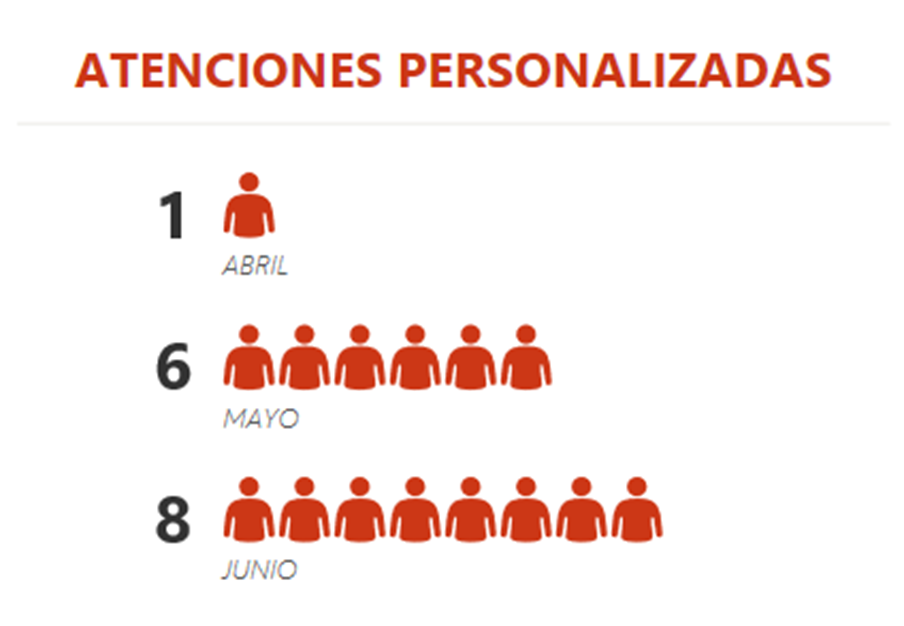 ATENCIONES PERSONALIZADAS
1
ABRIL
6
MAYO
8
JUNIO